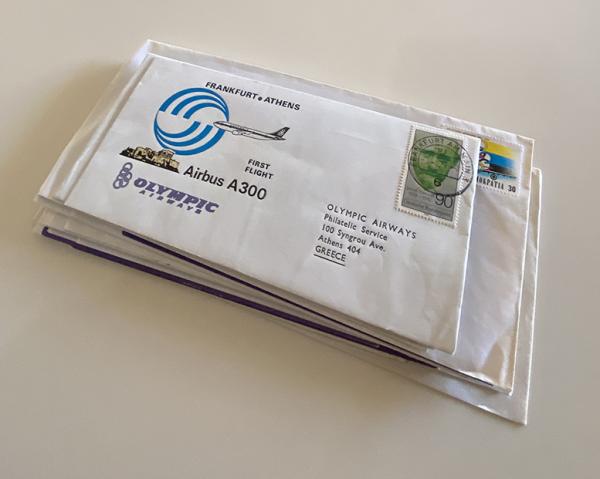 FRANKFURT • ATHENS
FIRST
FLIGHT
Airbus A300
OLYMPIC
AIRWAYS
90
OLYMPIC AIRWAYS
Philatelic Service
100 Syngrou Ave.
Athens 404
GREECE
30